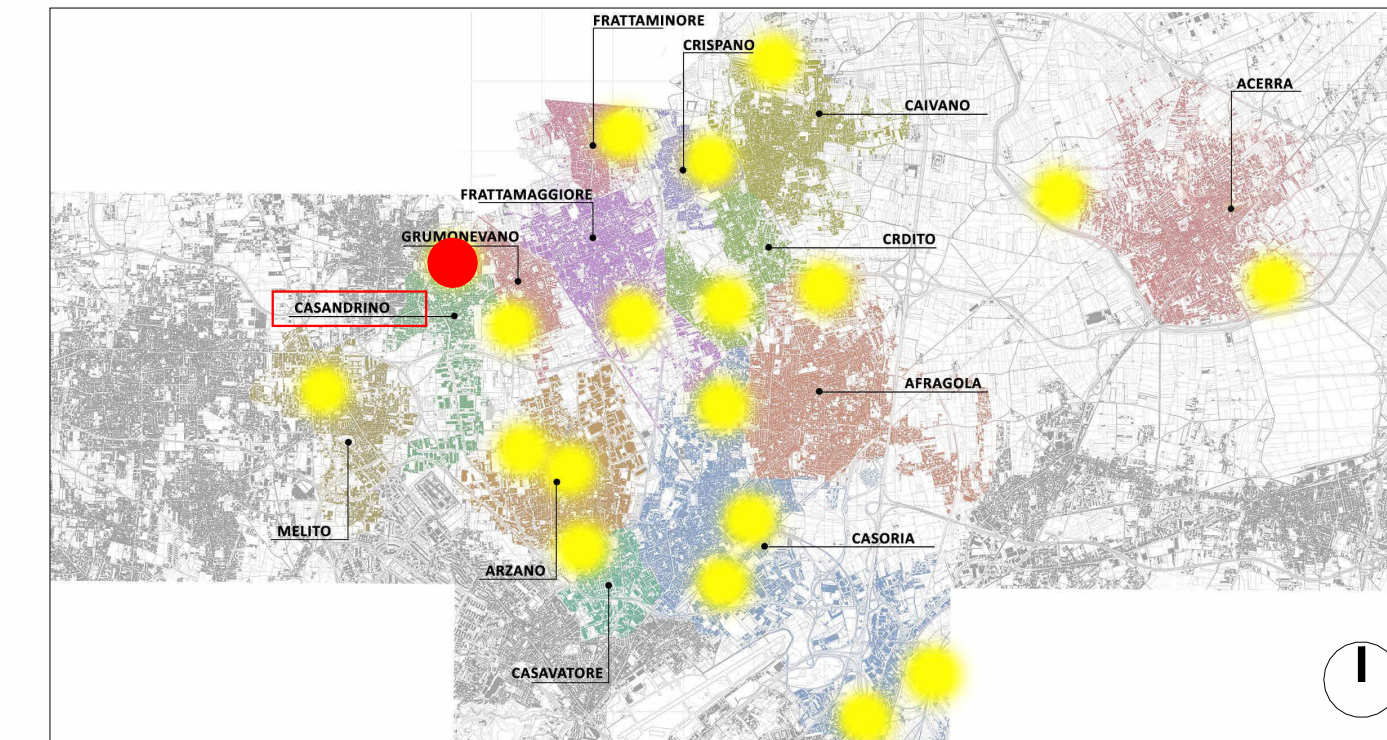 FRATTAMINORE
CRISPANO
ACERRA
CAIVANO
FRATTAMAGGIORE
GRUMONEVANO
CRDITO
CASANDRINO
AFRAGOLA
MELITO
CASORIA
ARZANO
CASAVATORE